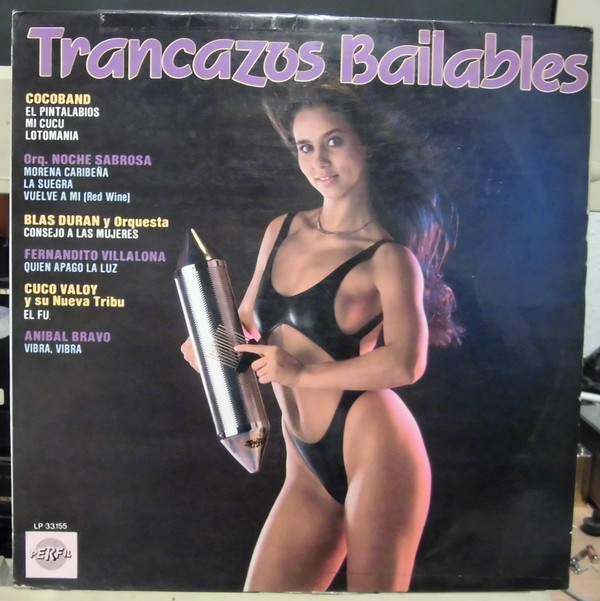 Trancazos Bailables
COCOBAND
EL PINTALABIOS
MI CUCU
LOTOMANIA
Orq. NOCHE SABROSA
MORENA CARIBEÑA
LA SUEGRA
VUELVE A MI (Red Wine)
BLAS DURAN y Orquesta
CONSEJO A LAS MUJERES
FERNANDITO VILLALONA
QUIEN APAGO LA LUZ
CUCO VALOY
y su Nueva Tribu
EL FU.
ANIBAL BRAVO
VIBRA, VIBRA
LP 33.155
PERFIL